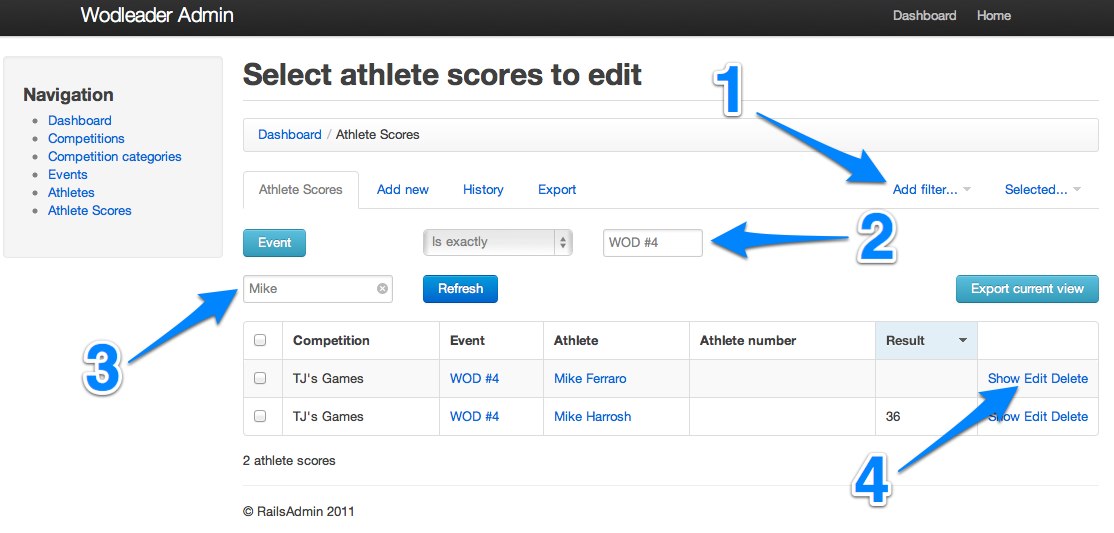 Wodleader Admin Dashboard Home
Navigation
Dashboard
Competitions
Competition categories
Events
Athletes
Athlete Scores
Select athlete scores to edit
1
Dashboard / Athlete Scores
Athlete Scores Add new History Export Add filter... Selected...
Event Is exactly WOD #4
2
Mike Refresh Export current view
3
Competition Event Athlete Athlete number Result
TJ's Games WOD #4 Mike Ferraro Show Edit Delete
TJ's Games WOD #4 Mike Harrosh 36 Show Edit Delete
4
2 athlete scores
© RailsAdmin 2011